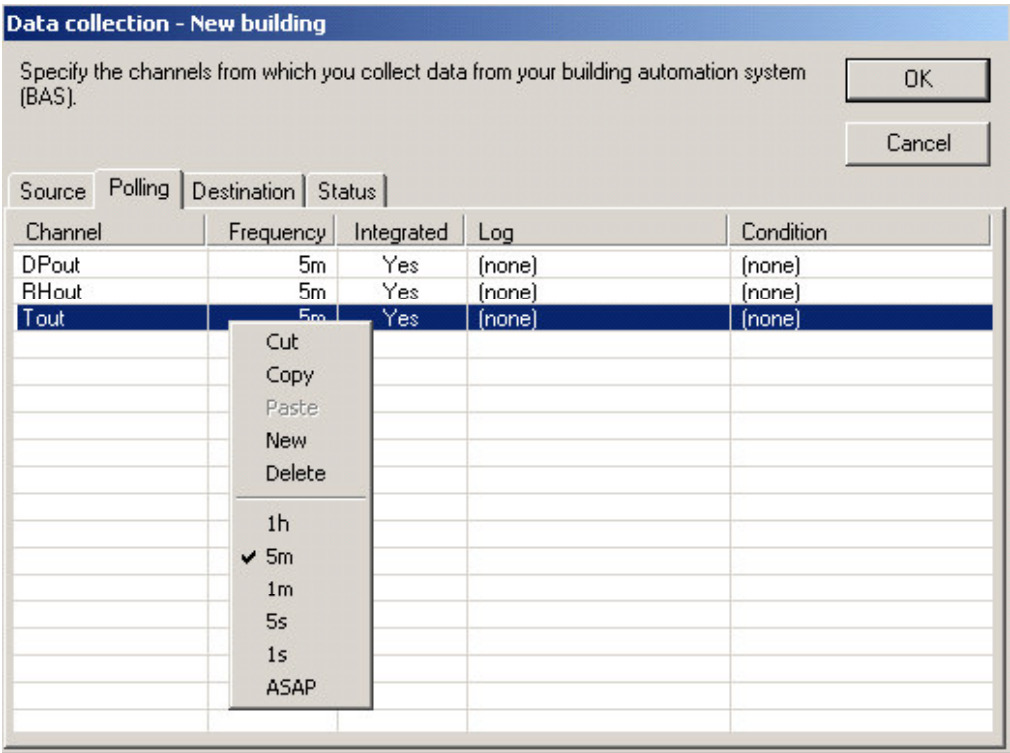 Data collection - New building
Specify the channels from which you collect data from your building automation system
(BAS).
OK
Cancel
Source Polling Destination Status
Channel Frequency Integrated Log Condition
DPout 5m Yes (none) (none)
RHout 5m Yes (none) (none)
Tout 5m Yes (none) (none)
Cut
Copy
Paste
New
Delete
1h
5m
1m
5s
1s
ASAP